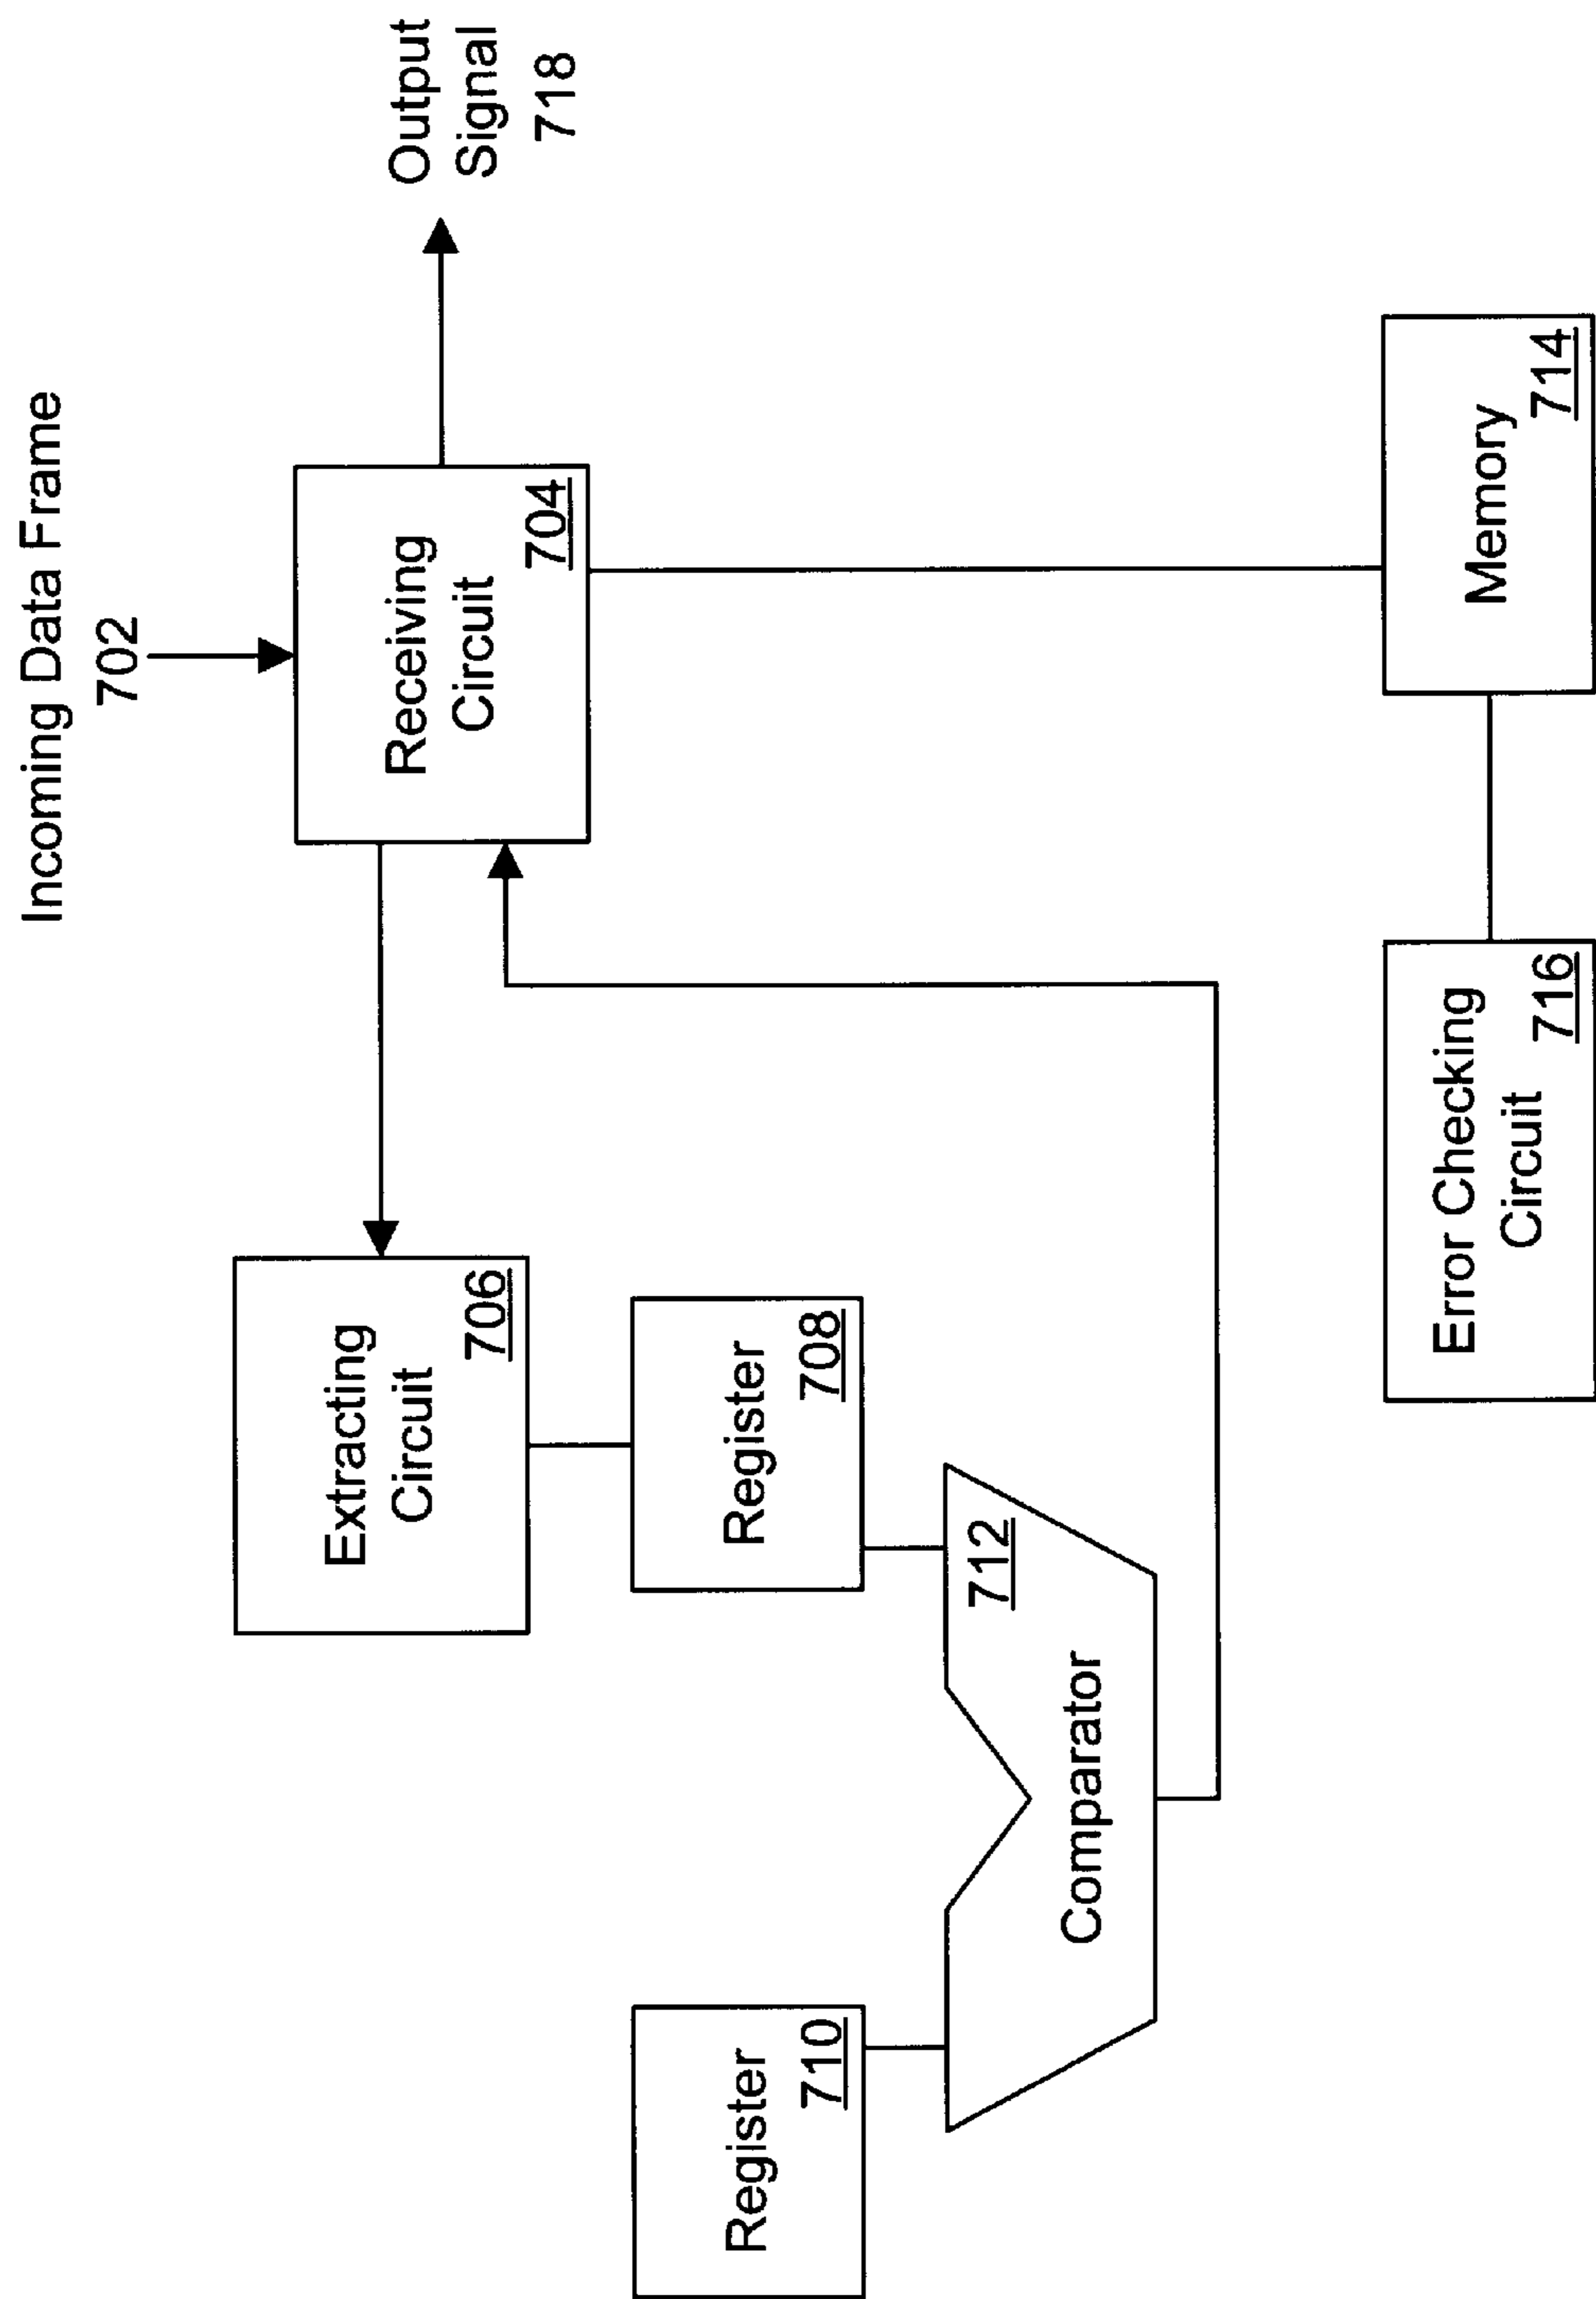 Incoming Data Frame
702
Output
Signal
718
Receiving
Circuit
704
Extracting
Circuit
706
Register
708
Register
710
712
Comparator
Memory
714
Error Checking
Circuit
716